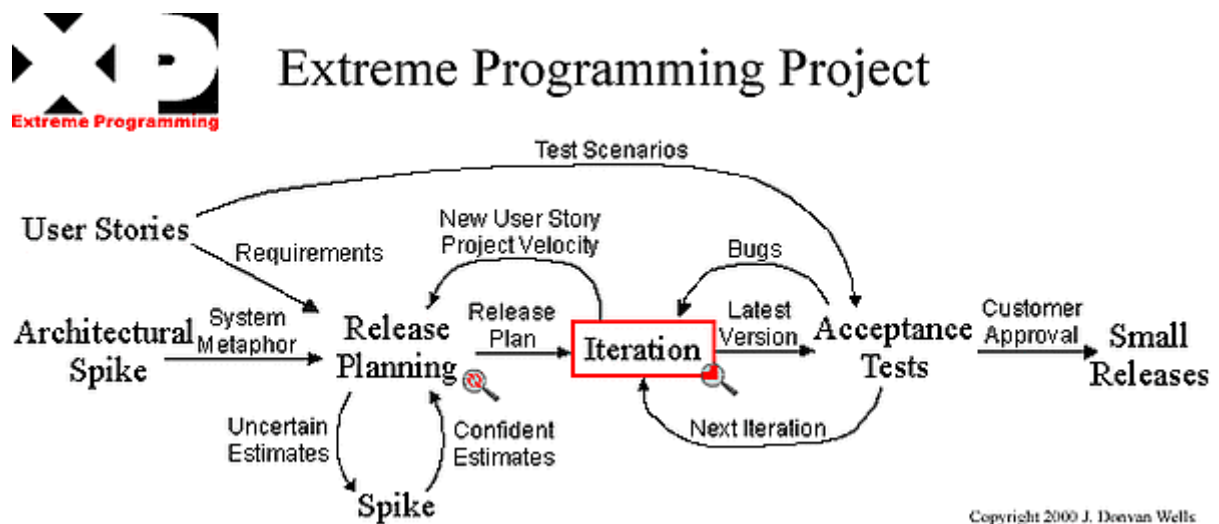 XP
Extreme Programming
Extreme Programming Project
Test Scenarios
User Stories
Requirements
New User Story
Project Velocity
Bugs
Architectural
Spike
System
Metaphor
Release
Planning
Release
Plan
Iteration
Latest
Version
Acceptance
Tests
Customer
Approval
Small
Releases
Uncertain
Estimates
Confident
Estimates
Next Iteration
Spike
Copyright 2000 J. Donvan Wells